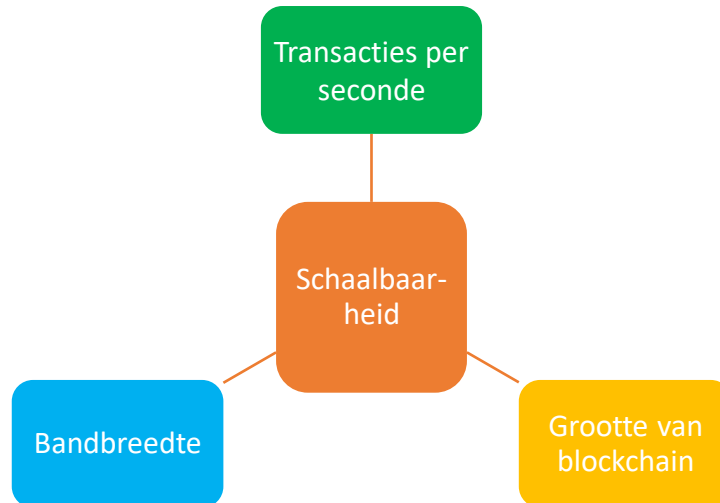 Transacties per
seconde
Schaalbaar-
heid
Bandbreedte
Grootte van
blockchain